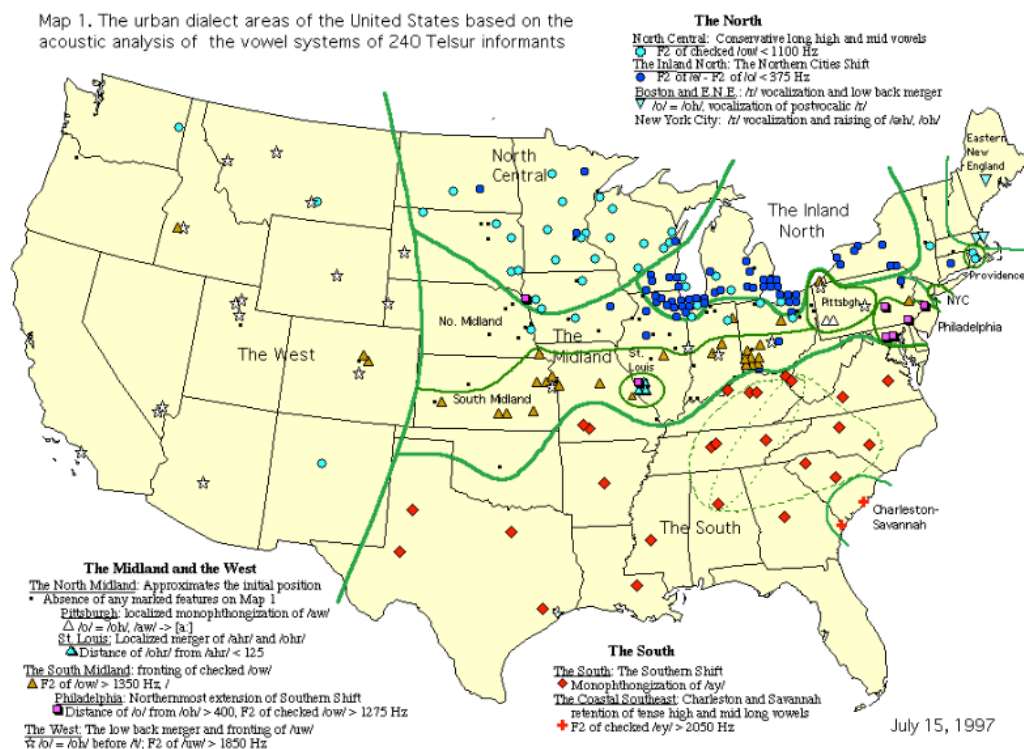 Map 1. The urban dialect areas of the United States based on the
acoustic analysis of the vowel systems of 240 Telsur informants
The North
North Central: Conservative long high and mid vowels
F2 of checked /ow/ < 1100 Hz
The Inland North: The Northern Cities Shift
F2 of /e/ - F2 of /o/ < 375 Hz
Boston and E.N.E.: /r/ vocalization and low back merger
/o/ = /oh/, vocalization of postvocalic /r/
New York City: /r/ vocalization and raising of /æh/, /oh/
Eastern
New
England
North
Central
The Inland
North
Providence
NYC
Pittsbgh
Philadelphia
No. Midland
The
Midland
The West
St.
Louis
South Midland
Charleston-
Savannah
The South
The Midland and the West
The North Midland: Approximates the initial position
Absence of any marked features on Map 1
Pittsburgh: localized monophthongization of /aw/
/o/ = /oh/, /aw/ -> [a:]
St. Louis: Localized merger of /ahr/ and /ohr/
Distance of /ohr/ from /ahr/ < 125
The South Midland: fronting of checked /ow/
F2 of /ow/ > 1350 Hz, /
Philadelphia: Northernmost extension of Southern Shift
Distance of /o/ from /oh/ > 400, F2 of checked /ow/ > 1275 Hz
The West: The low back merger and fronting of /uw/
/o/ = /oh/ before /t/; F2 of /uw/ > 1850 Hz
The South
The South: The Southern Shift
Monophthongization of /ay/
The Coastal Southeast: Charleston and Savannah
retention of tense high and mid long vowels
F2 of checked /ey/ > 2050 Hz
July 15, 1997